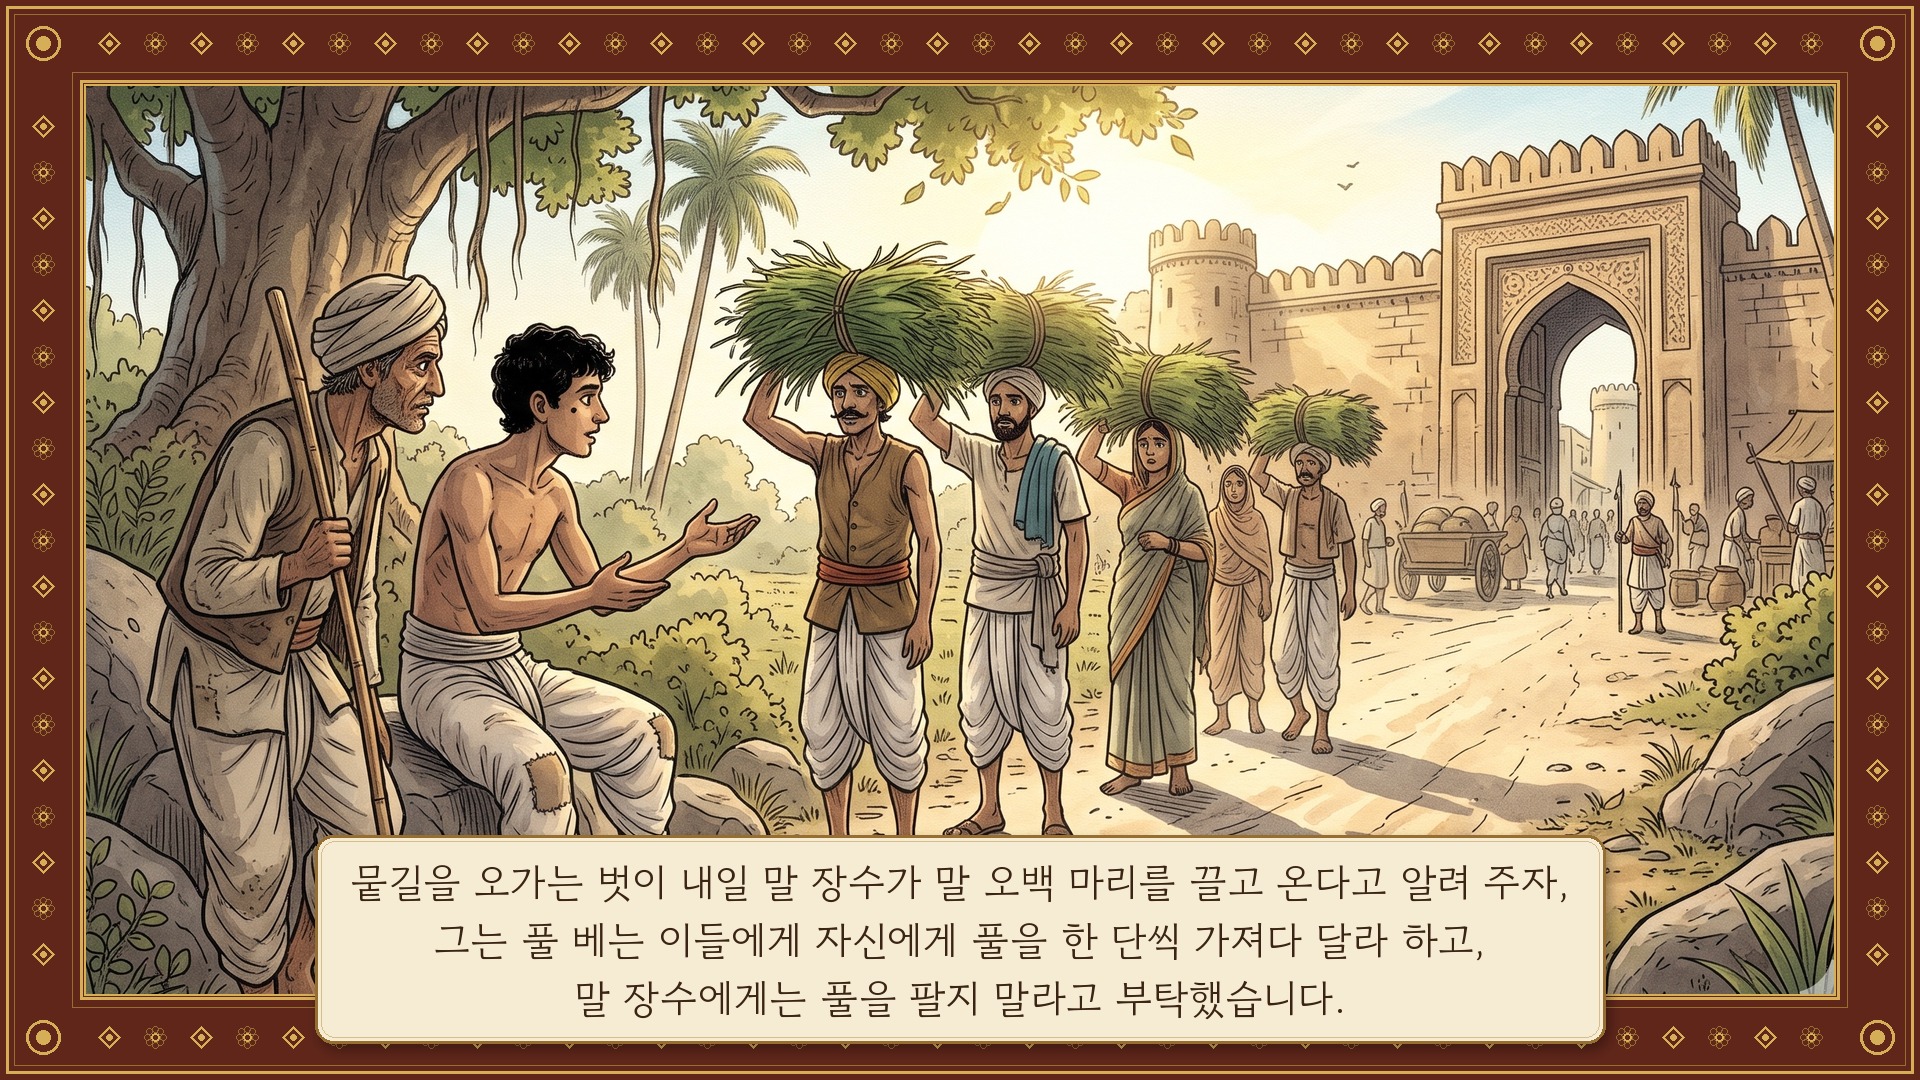 뭍길을 오가는 벗이 내일 말 장수가 말 오백 마리를 끌고 온다고 알려 주자,
그는 풀 베는 이들에게 자신에게 풀을 한 단씩 가져다 달라 하고,
말 장수에게는 풀을 팔지 말라고 부탁했습니다.